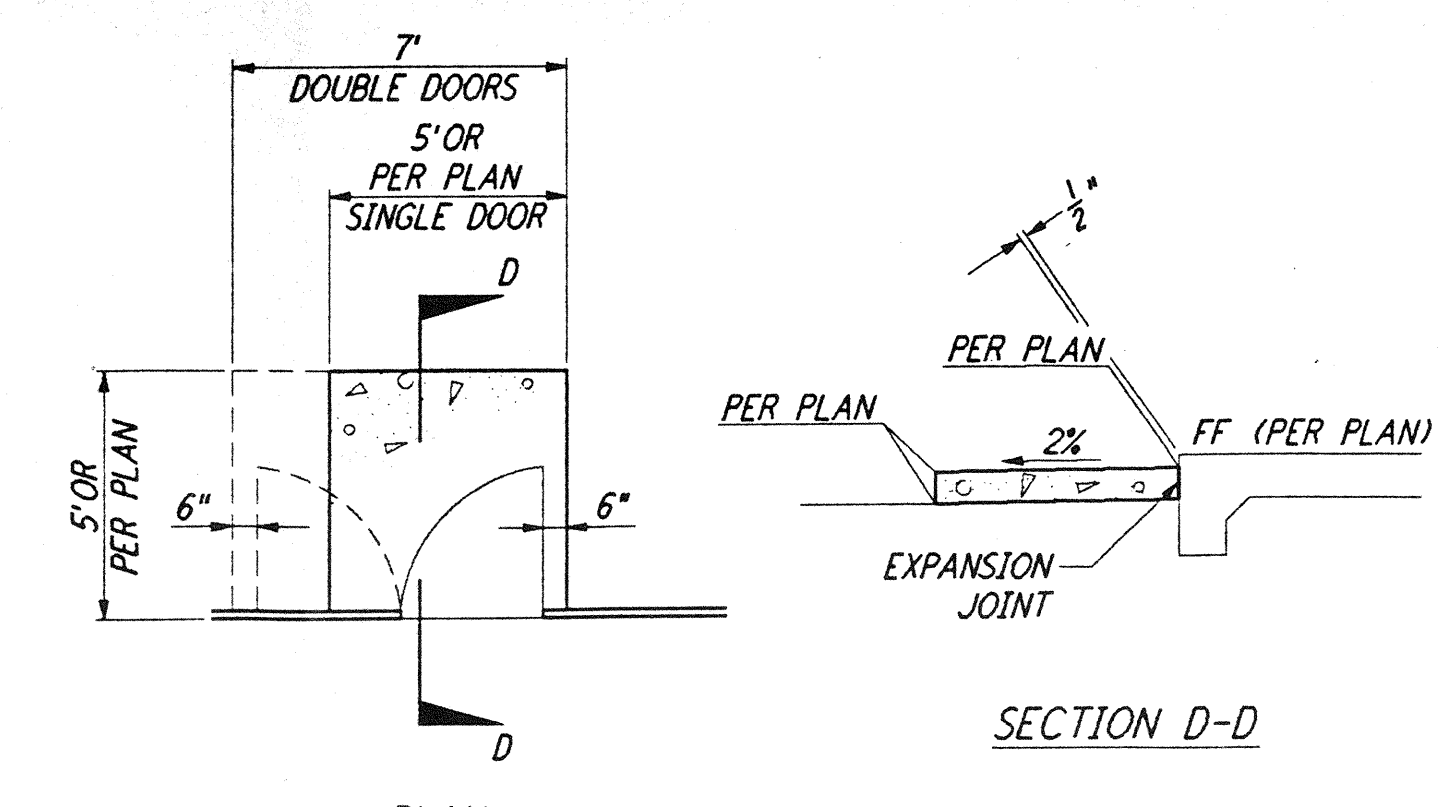 7'
DOUBLE DOORS
5' OR
PER PLAN
SINGLE DOOR
D
5' OR
PER PLAN
6"
6"
D
1/2"
PER PLAN
PER PLAN
2%
FF (PER PLAN)
EXPANSION
JOINT
SECTION D-D